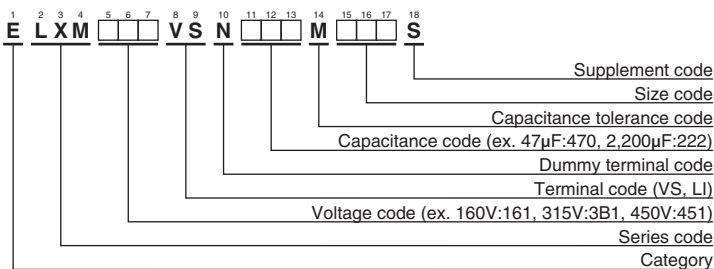 1 2 3 4 5 6 7 8 9 10 11 12 13 14 15 16 17 18
E L X M □□□ V S N □□□ M □□□ S
Supplement code
Size code
Capacitance tolerance code
Capacitance code (ex. 47μF:470, 2,200μF:222)
Dummy terminal code
Terminal code (VS, LI)
Voltage code (ex. 160V:161, 315V:3B1, 450V:451)
Series code
Category